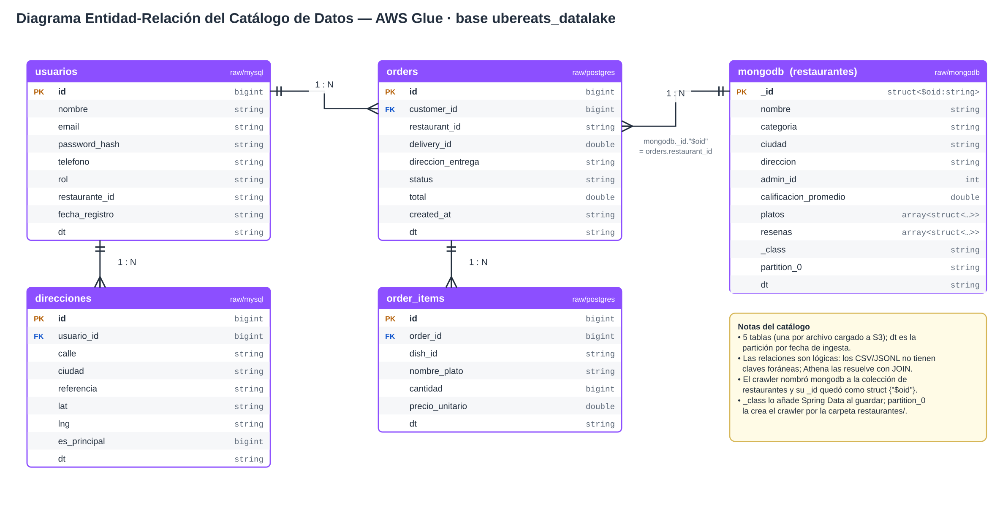 Diagrama Entidad-Relación del Catálogo de Datos — AWS Glue · base ubereats_datalake
usuarios raw/mysql
PK id bigint
nombre string
email string
password_hash string
telefono string
rol string
restaurante_id string
fecha_registro string
dt string
1 : N
orders raw/postgres
PK id bigint
FK customer_id bigint
restaurant_id string
delivery_id double
direccion_entrega string
status string
total double
created_at string
dt string
1 : N
mongodb._id."$oid"
= orders.restaurant_id
mongodb (restaurantes) raw/mongodb
PK _id struct<$oid:string>
nombre string
categoria string
ciudad string
direccion string
admin_id int
calificacion_promedio double
platos array<struct<…>>
resenas array<struct<…>>
_class string
partition_0 string
dt string
1 : N
direcciones raw/mysql
PK id bigint
FK usuario_id bigint
calle string
ciudad string
referencia string
lat string
lng string
es_principal bigint
dt string
1 : N
order_items raw/postgres
PK id bigint
FK order_id bigint
dish_id string
nombre_plato string
cantidad bigint
precio_unitario double
dt string
Notas del catálogo
• 5 tablas (una por archivo cargado a S3); dt es la
partición por fecha de ingesta.
• Las relaciones son lógicas: los CSV/JSONL no tienen
claves foráneas; Athena las resuelve con JOIN.
• El crawler nombró mongodb a la colección de
restaurantes y su _id quedó como struct {"$oid"}.
• _class lo añade Spring Data al guardar; partition_0
la crea el crawler por la carpeta restaurantes/.